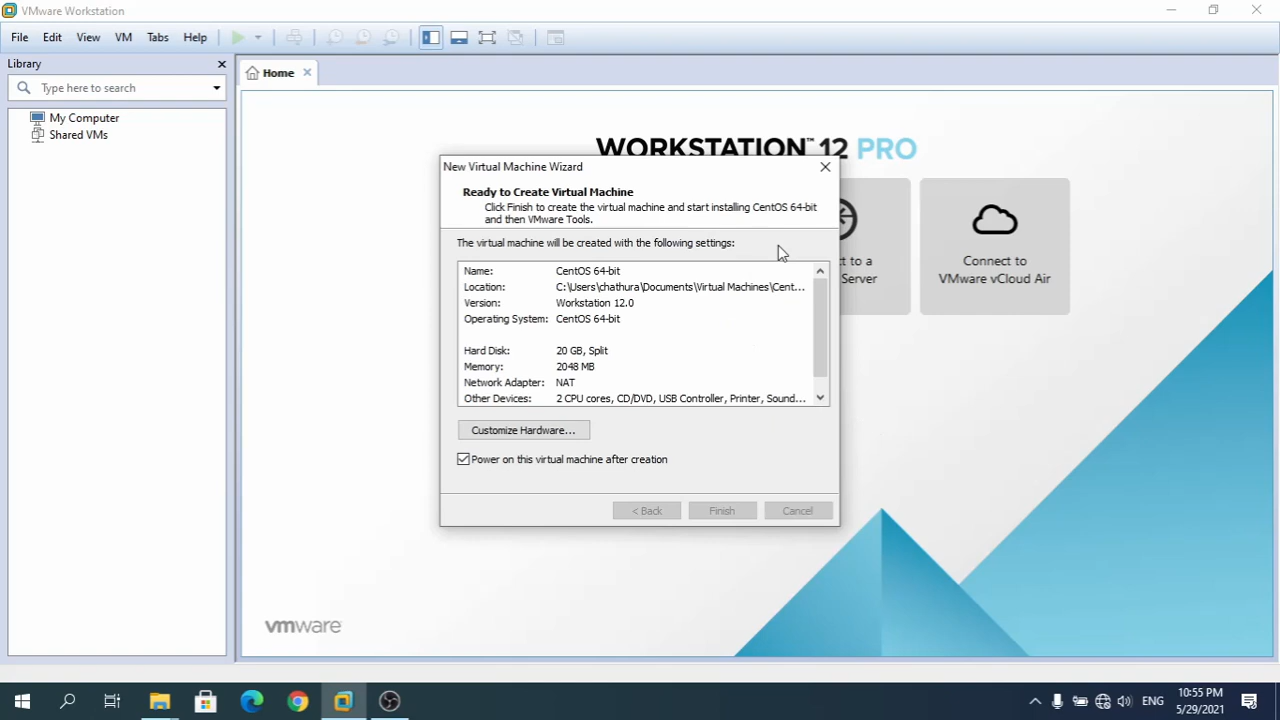 VMware Workstation
File Edit View VM Tabs Help
Library
Type here to search
My Computer
Shared VMs
Home
WORKSTATION™ 12 PRO
New Virtual Machine Wizard
Ready to Create Virtual Machine
Click Finish to create the virtual machine and start installing CentOS 64-bit
and then VMware Tools.
The virtual machine will be created with the following settings:
Name: CentOS 64-bit
Location: C:\Users\chathura\Documents\Virtual Machines\Cent...
Version: Workstation 12.0
Operating System: CentOS 64-bit
Hard Disk: 20 GB, Split
Memory: 2048 MB
Network Adapter: NAT
Other Devices: 2 CPU cores, CD/DVD, USB Controller, Printer, Sound...
Customize Hardware...
Power on this virtual machine after creation
< Back Finish Cancel
to a
Server
Connect to
VMware vCloud Air
vmware
ENG
10:55 PM
5/29/2021